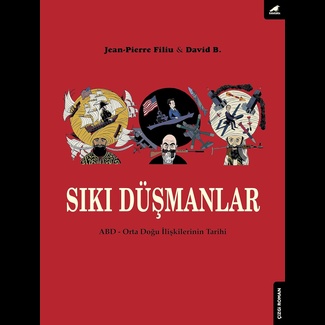 Jean-Pierre Filiu & David B.
SIKI DÜŞMANLAR
ABD - Orta Doğu İlişkilerinin Tarihi
ÇİZGİ ROMAN